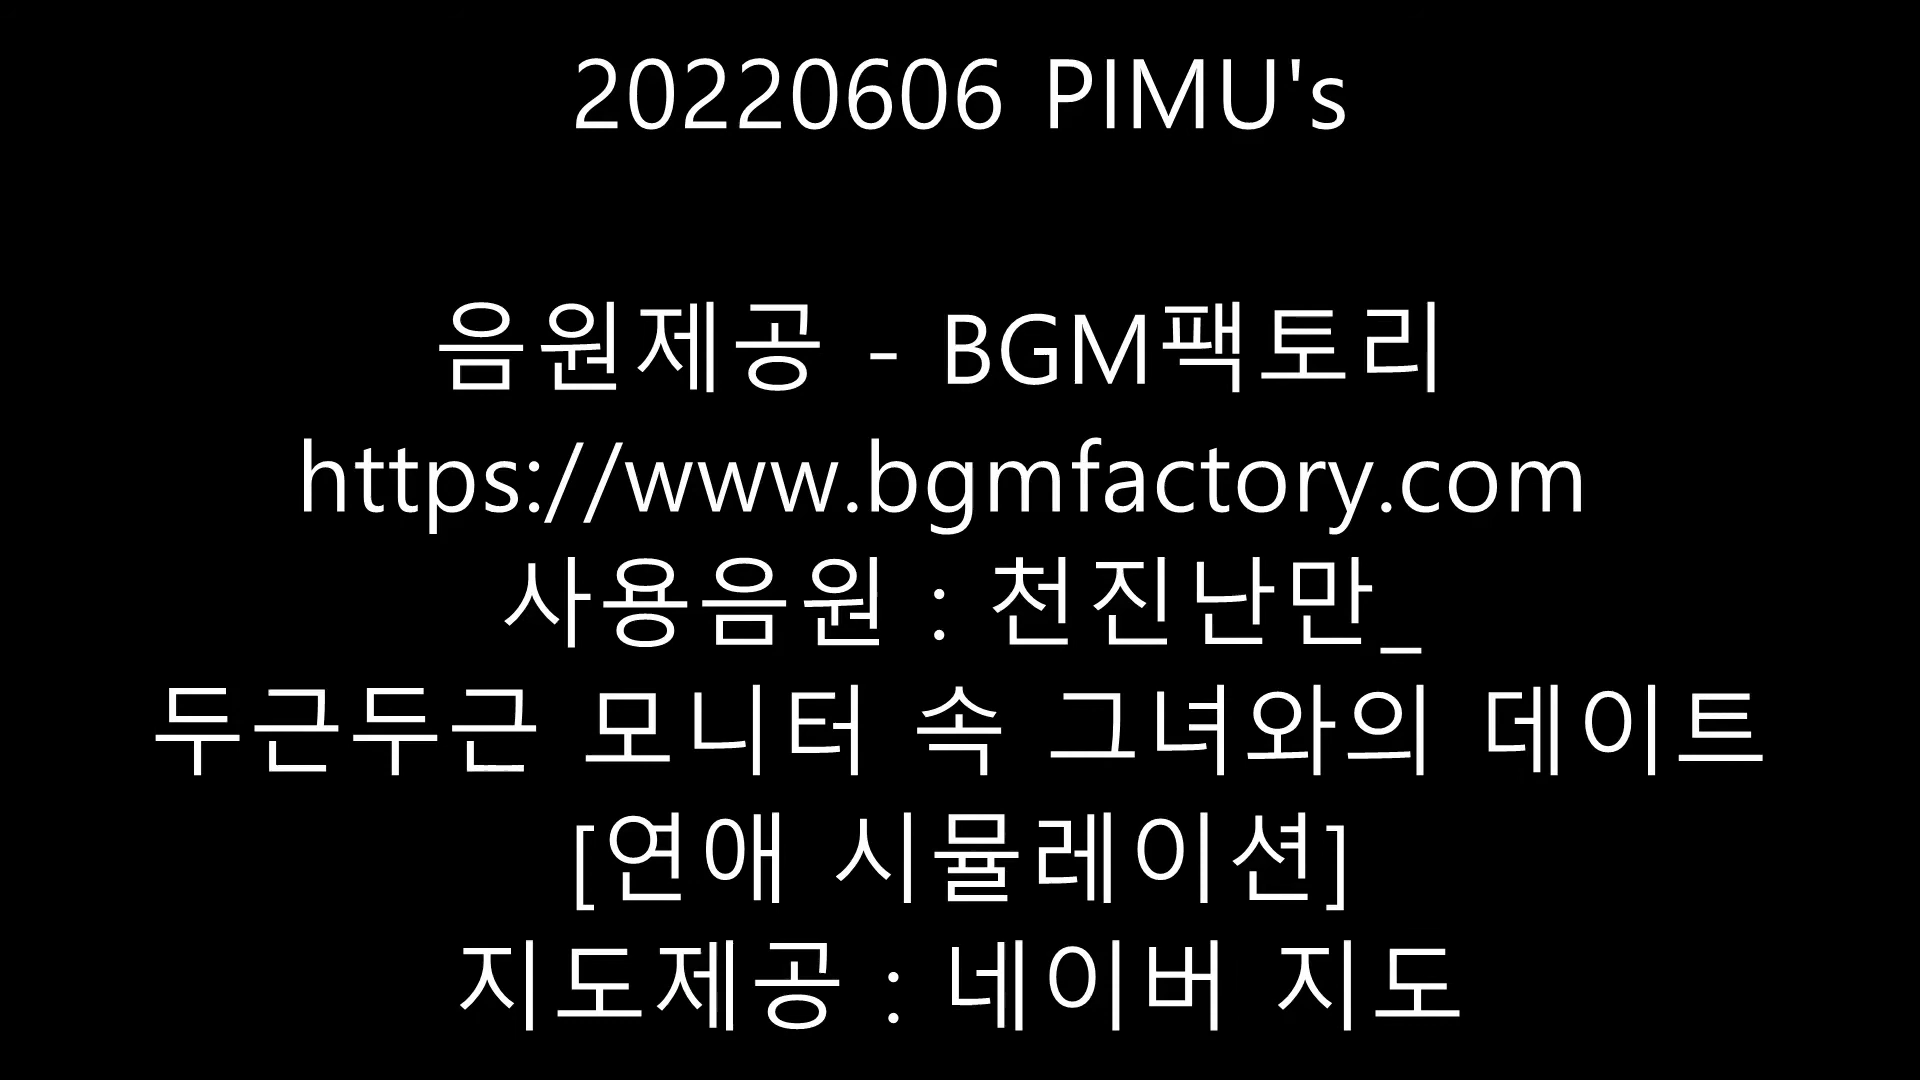 20220606 PIMU's
음원제공 - BGM팩토리
https://www.bgmfactory.com
사용음원 : 천진난만_
두근두근 모니터 속 그녀와의 데이트
[연애 시뮬레이션]
지도제공 : 네이버 지도